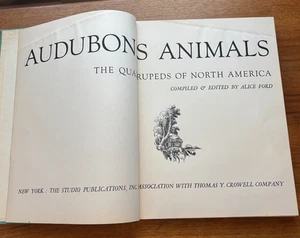 AUDUBONS ANIMALS
THE QUADRUPEDS OF NORTH AMERICA
COMPILED & EDITED BY ALICE FORD
NEW YORK : THE STUDIO PUBLICATIONS, INC ASSOCIATION WITH THOMAS Y. CROWELL COMPANY